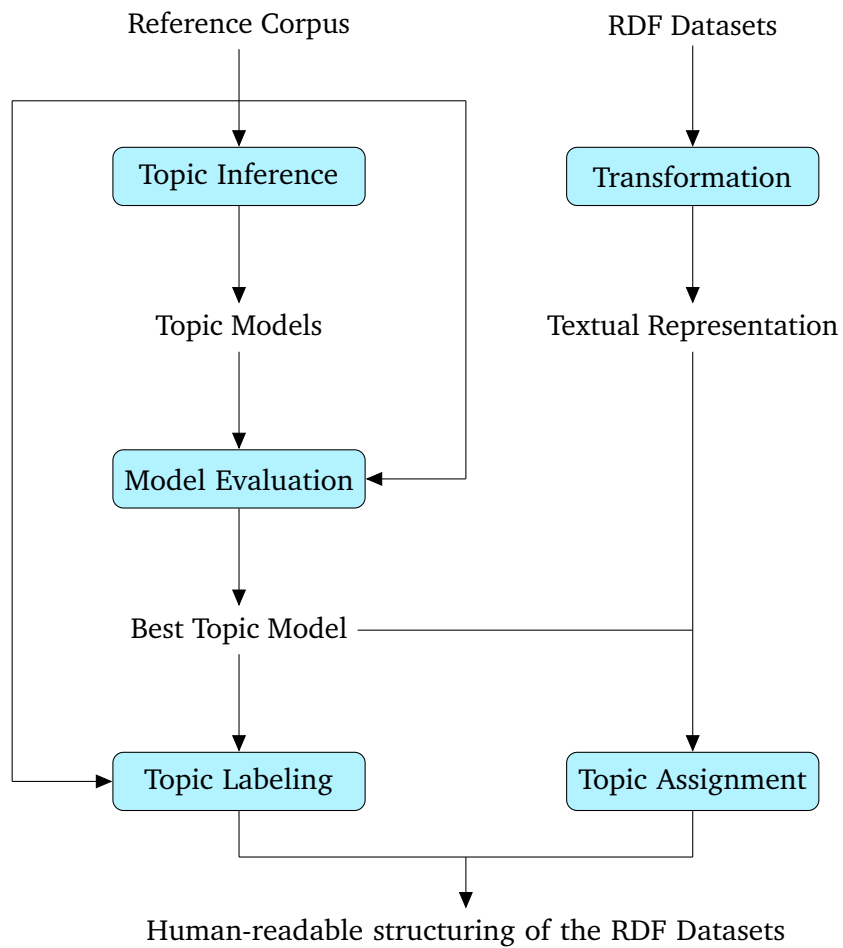 Reference Corpus
RDF Datasets
Topic Inference
Transformation
Topic Models
Textual Representation
Model Evaluation
Best Topic Model
Topic Labeling
Topic Assignment
Human-readable structuring of the RDF Datasets